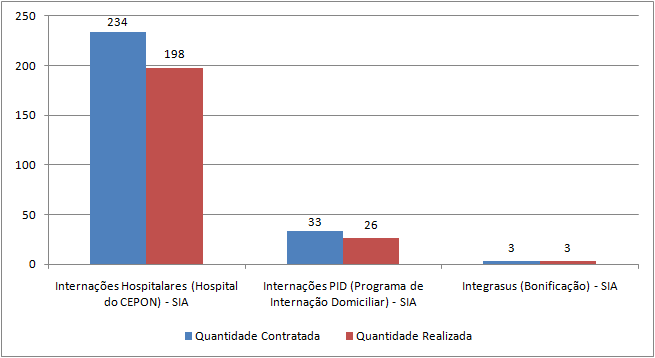 250
200
150
100
50
0
234
198
33
26
3
3
Internações Hospitalares (Hospital
do CEPON) - SIA
Internações PID (Programa de
Internação Domiciliar) - SIA
Integrasus (Bonificação) - SIA
Quantidade Contratada
Quantidade Realizada